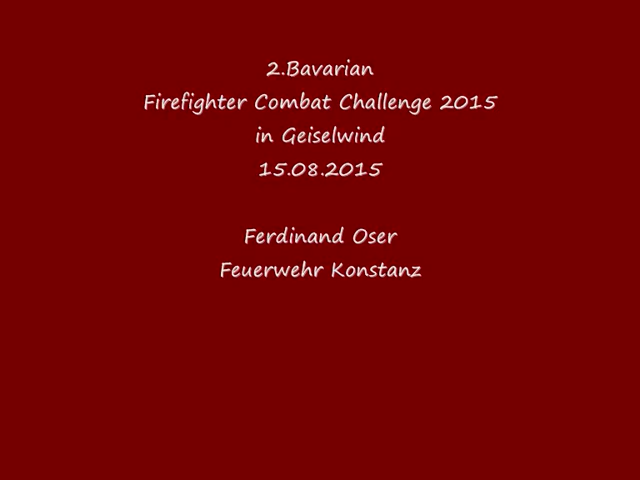 2.Bavarian
Firefighter Combat Challenge 2015
in Geiselwind
15.08.2015
Ferdinand Oser
Feuerwehr Konstanz